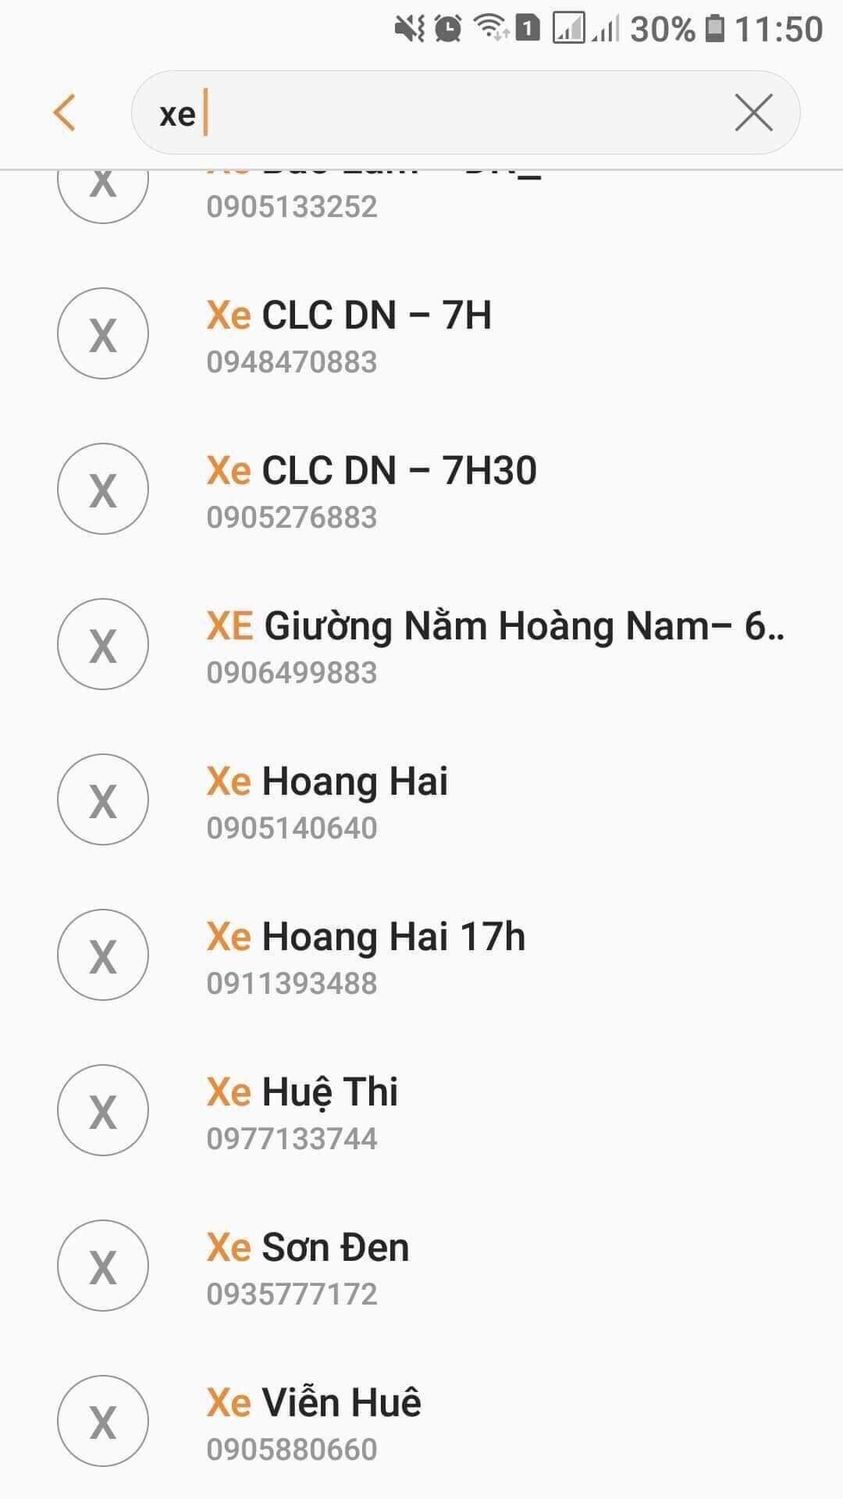 1 30% 11:50
xe
0905133252
X
Xe CLC DN – 7H
0948470883
X
Xe CLC DN – 7H30
0905276883
X
XE Giường Nằm Hoàng Nam– 6..
0906499883
X
Xe Hoang Hai
0905140640
X
Xe Hoang Hai 17h
0911393488
X
Xe Huệ Thi
0977133744
X
Xe Sơn Đen
0935777172
X
Xe Viễn Huê
0905880660
X